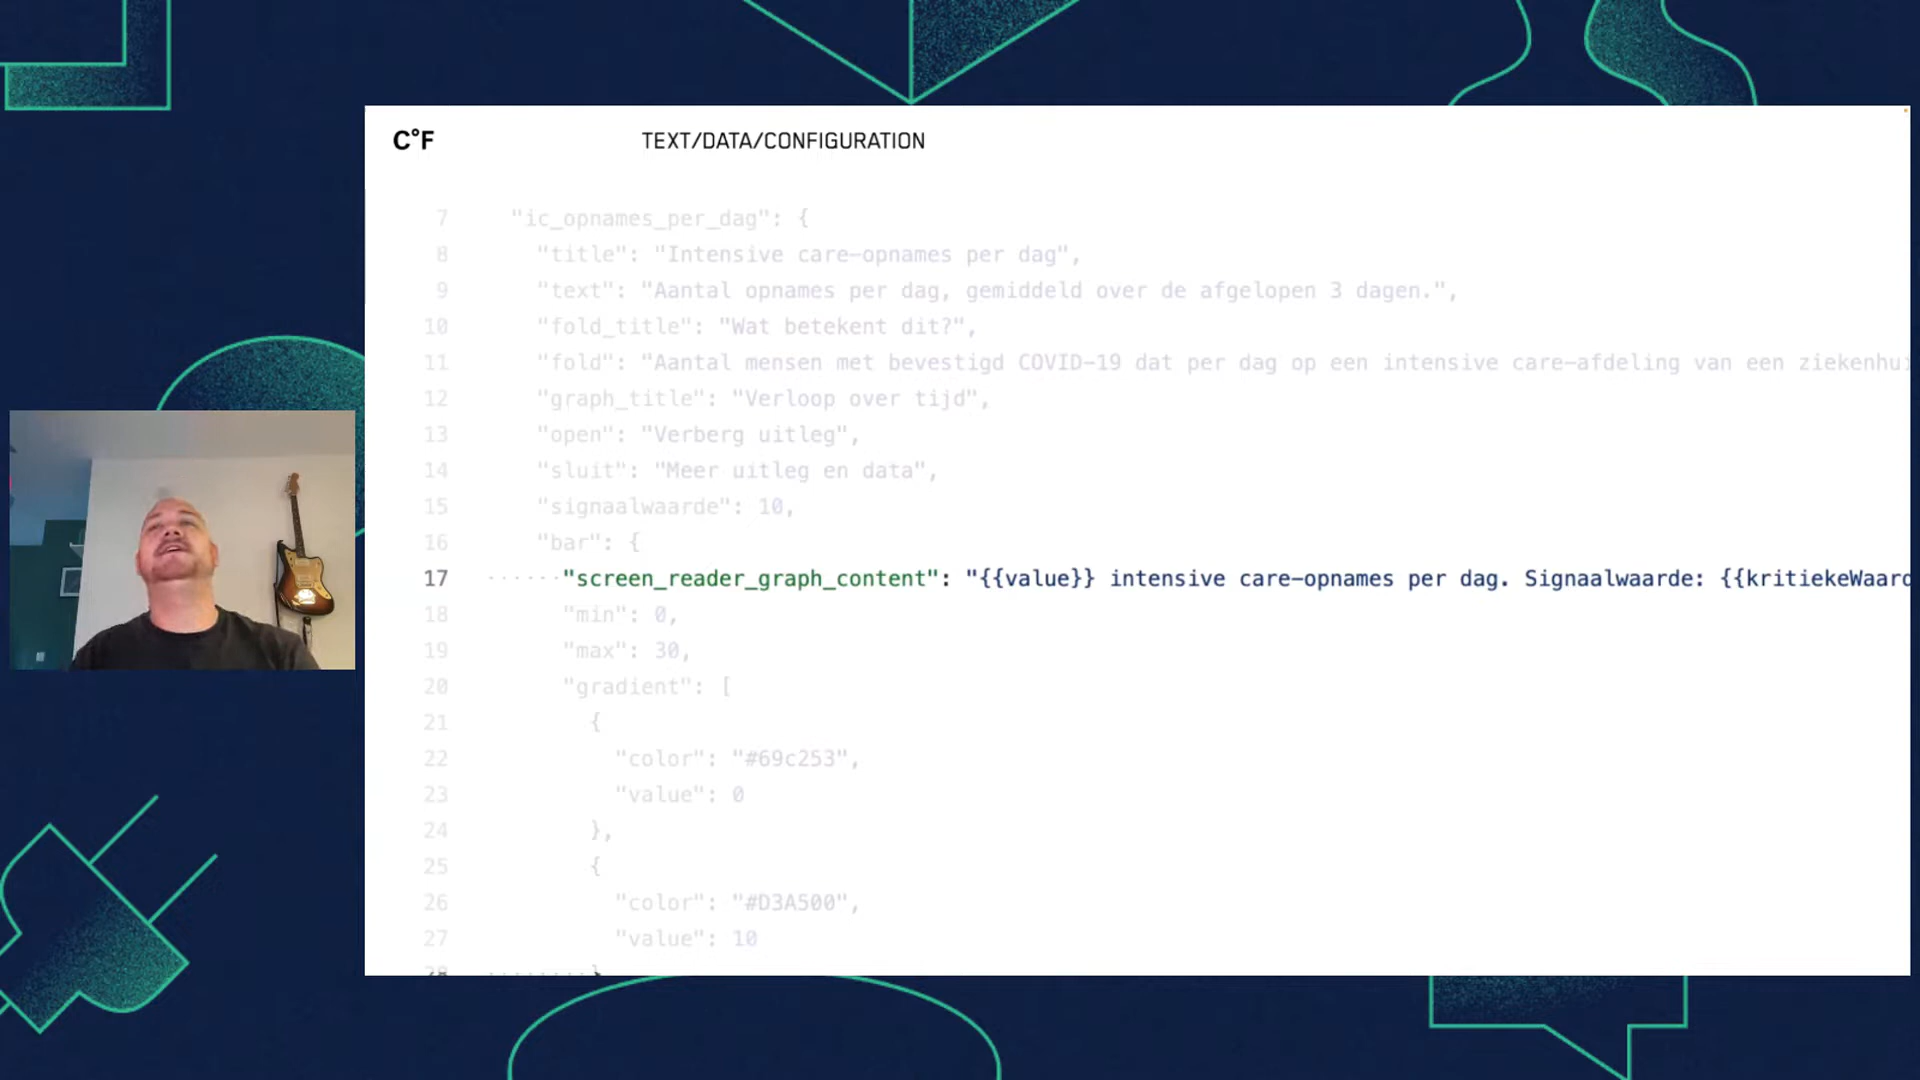 C°F
TEXT/DATA/CONFIGURATION
7 "ic_opnames_per_dag": {
8 "title": "Intensive care-opnames per dag",
9 "text": "Aantal opnames per dag, gemiddeld over de afgelopen 3 dagen.",
10 "fold_title": "Wat betekent dit?",
11 "fold": "Aantal mensen met bevestigd COVID-19 dat per dag op een intensive care-afdeling van een
12 "graph_title": "Verloop over tijd",
13 "open": "Verberg uitleg",
14 "sluit": "Meer uitleg en data",
15 "signaalwaarde": 10,
16 "bar": {
17 ······"screen_reader_graph_content": "{{value}} intensive care-opnames per dag. Signaalwaarde: {{kritiekeWaard
18 "min": 0,
19 "max": 30,
20 "gradient": [
21 {
22 "color": "#69c253",
23 "value": 0
24 },
25 {
26 "color": "#D3A500",
27 "value": 10